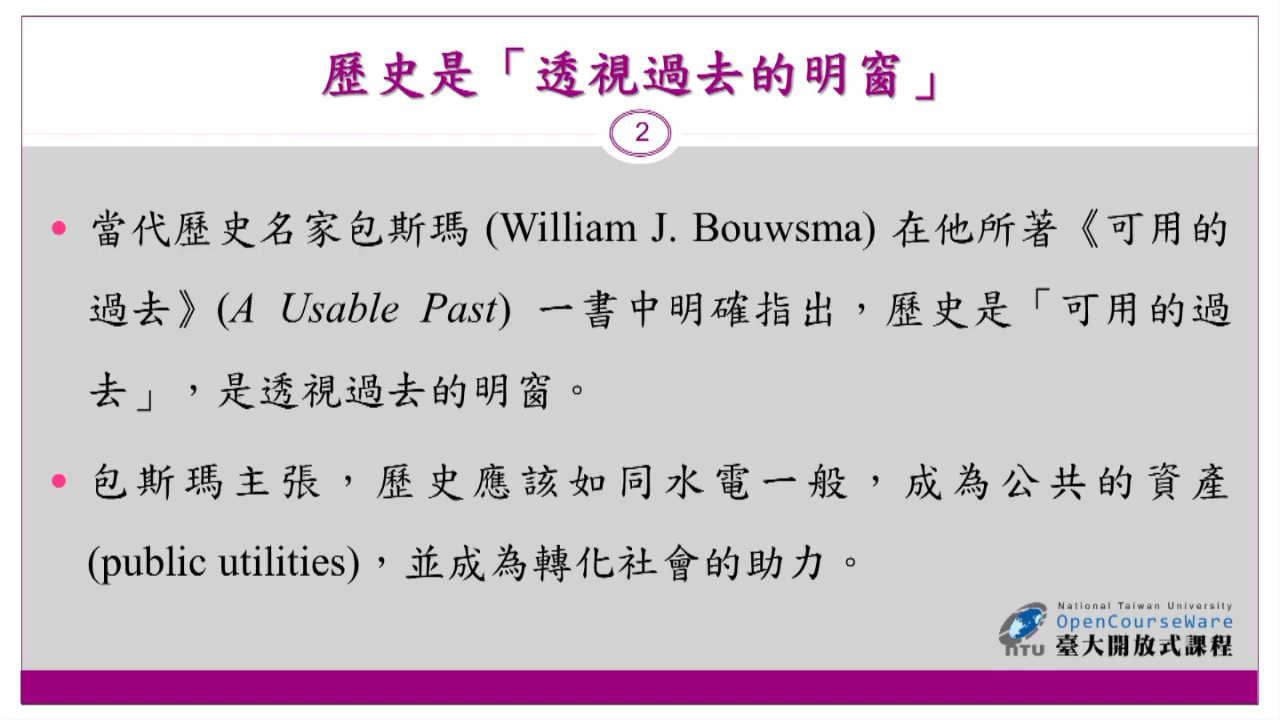 歷史是「透視過去的明窗」
2
• 當代歷史名家包斯瑪 (William J. Bouwsma) 在他所著《可用的
過去》(A Usable Past) 一書中明確指出，歷史是「可用的過
去」，是透視過去的明窗。
• 包斯瑪主張，歷史應該如同水電一般，成為公共的資產
(public utilities)，並成為轉化社會的助力。
National Taiwan University
OpenCourseWare
NTU 臺大開放式課程